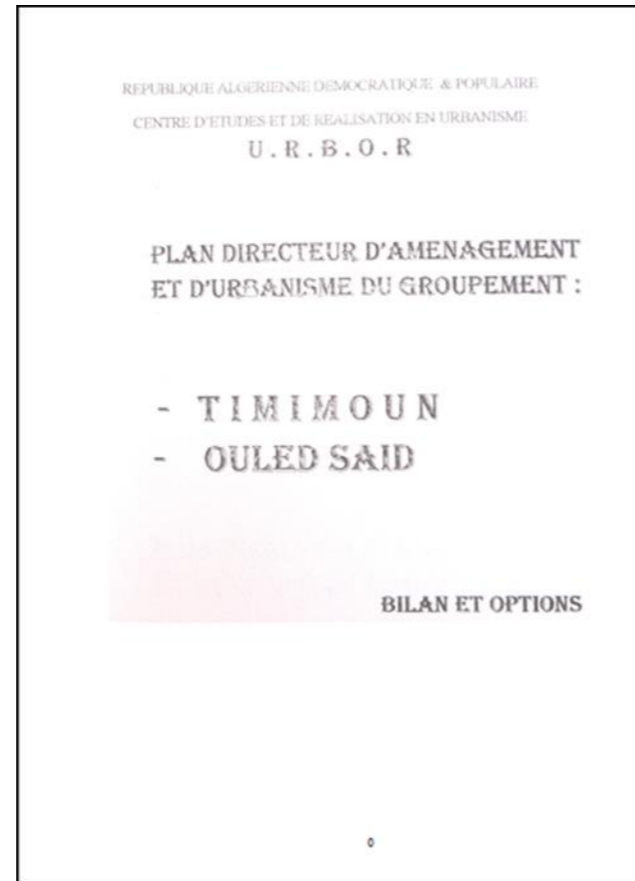 REPUBLIQUE ALGERIENNE DEMOCRATIQUE & POPULAIRE
CENTRE D'ETUDES ET DE REALISATION EN URBANISME
U . R . B . O . R
PLAN DIRECTEUR D'AMENAGEMENT
ET D'URBANISME DU GROUPEMENT :
- TIMIMOUN
- OULED SAID
BILAN ET OPTIONS
0